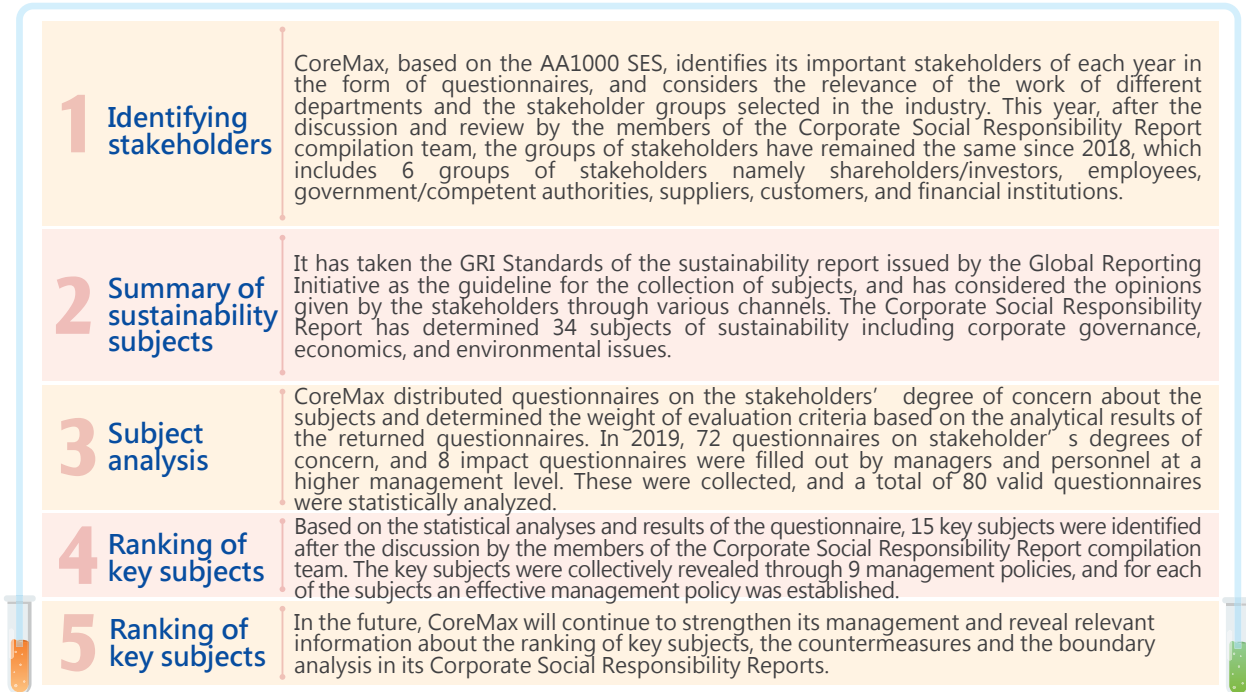 1
Identifying
stakeholders
CoreMax, based on the AA1000 SES, identifies its important stakeholders of each year in
the form of questionnaires, and considers the relevance of the work of different
departments and the stakeholder groups selected in the industry. This year, after the
discussion and review by the members of the Corporate Social Responsibility Report
compilation team, the groups of stakeholders have remained the same since 2018, which
includes 6 groups of stakeholders namely shareholders/investors, employees,
government/competent authorities, suppliers, customers, and financial institutions.
2
Summary of
sustainability
subjects
It has taken the GRI Standards of the sustainability report issued by the Global Reporting
Initiative as the guideline for the collection of subjects, and has considered the opinions
given by the stakeholders through various channels. The Corporate Social Responsibility
Report has determined 34 subjects of sustainability including corporate governance,
economics, and environmental issues.
3
Subject
analysis
CoreMax distributed questionnaires on the stakeholders’ degree of concern about the
subjects and determined the weight of evaluation criteria based on the analytical results of
the returned questionnaires. In 2019, 72 questionnaires on stakeholder’ s degrees of
concern, and 8 impact questionnaires were filled out by managers and personnel at a
higher management level. These were collected, and a total of 80 valid questionnaires
were statistically analyzed.
4
Ranking of
key subjects
Based on the statistical analyses and results of the questionnaire, 15 key subjects were identified
after the discussion by the members of the Corporate Social Responsibility Report compilation
team. The key subjects were collectively revealed through 9 management policies, and for each
of the subjects an effective management policy was established.
5
Ranking of
key subjects
In the future, CoreMax will continue to strengthen its management and reveal relevant
information about the ranking of key subjects, the countermeasures and the boundary
analysis in its Corporate Social Responsibility Reports.